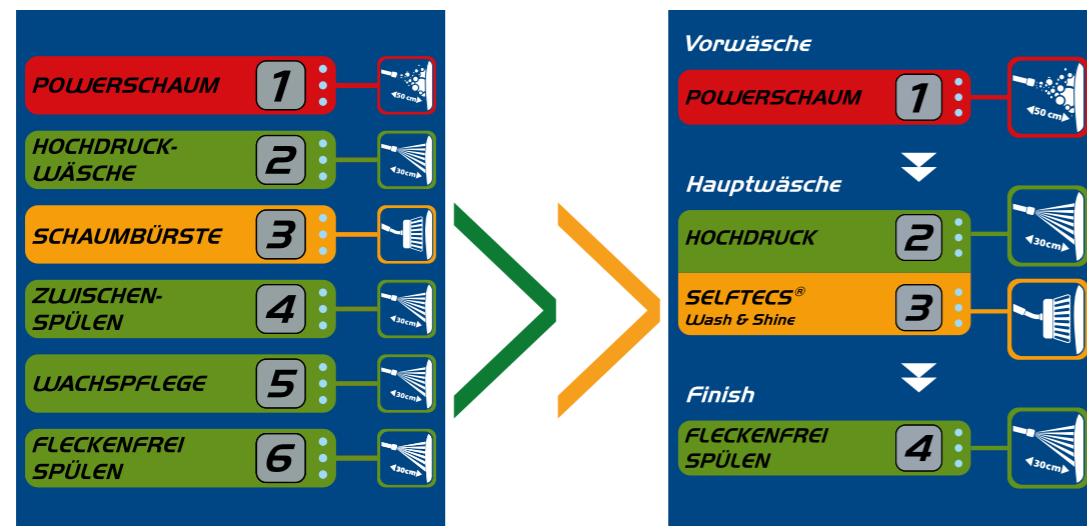 POWERSCHAUM 1
50 cm
HOCHDRUCK-
WÄSCHE 2
30cm
SCHAUMBÜRSTE 3
ZWISCHEN-
SPÜLEN 4
30cm
WACHSPFLEGE 5
30cm
FLECKENFREI
SPÜLEN 6
30cm
Vorwäsche
POWERSCHAUM 1
50 cm
Hauptwäsche
HOCHDRUCK 2
30cm
SELFTECS®
Wash & Shine 3
Finish
FLECKENFREI
SPÜLEN 4
30cm